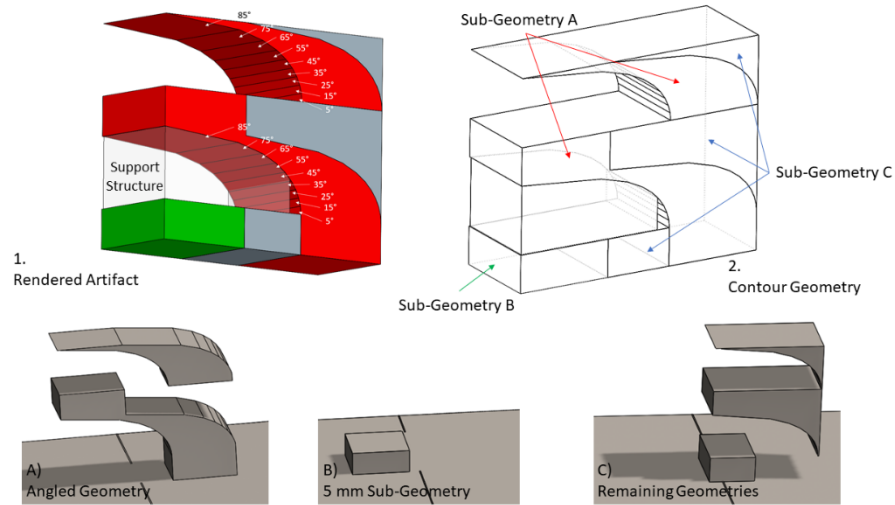 85°
75°
65°
55°
45°
35°
25°
15°
5°
85°
75°
65°
55°
45°
35°
25°
15°
5°
Support
Structure
1.
Rendered Artifact
Sub-Geometry A
Sub-Geometry C
Sub-Geometry B
2.
Contour Geometry
A)
Angled Geometry
B)
5 mm Sub-Geometry
C)
Remaining Geometries